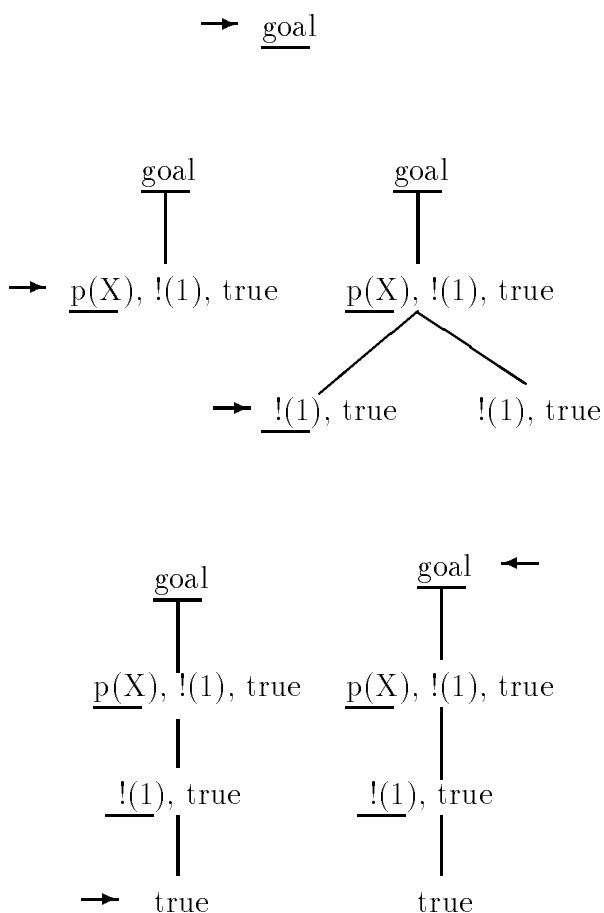 goal
goal goal
p(X), !(1), true p(X), !(1), true
!(1), true !(1), true
goal goal
p(X), !(1), true p(X), !(1), true
!(1), true !(1), true
true true